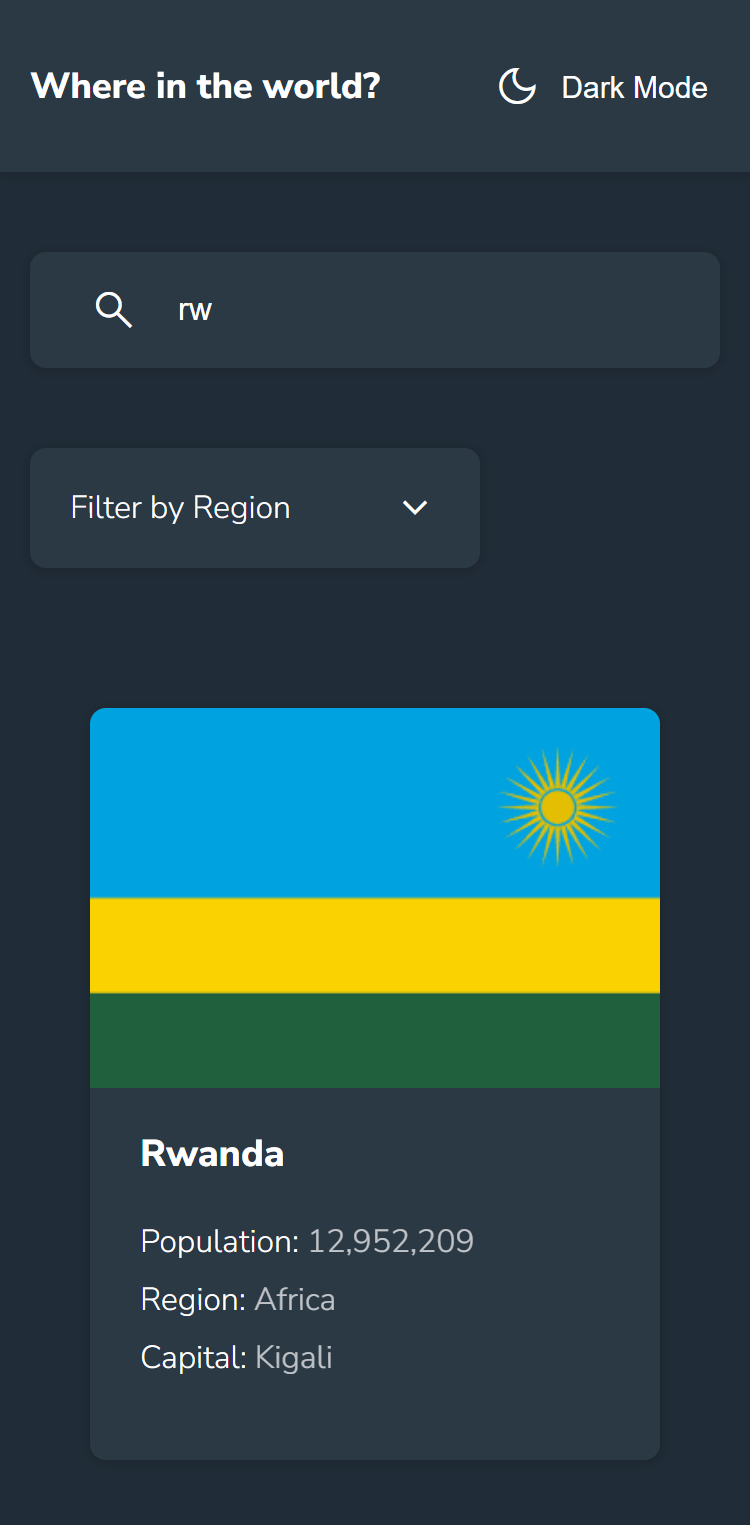 Where in the world?
Dark Mode
rw
Filter by Region
Rwanda
Population: 12,952,209
Region: Africa
Capital: Kigali